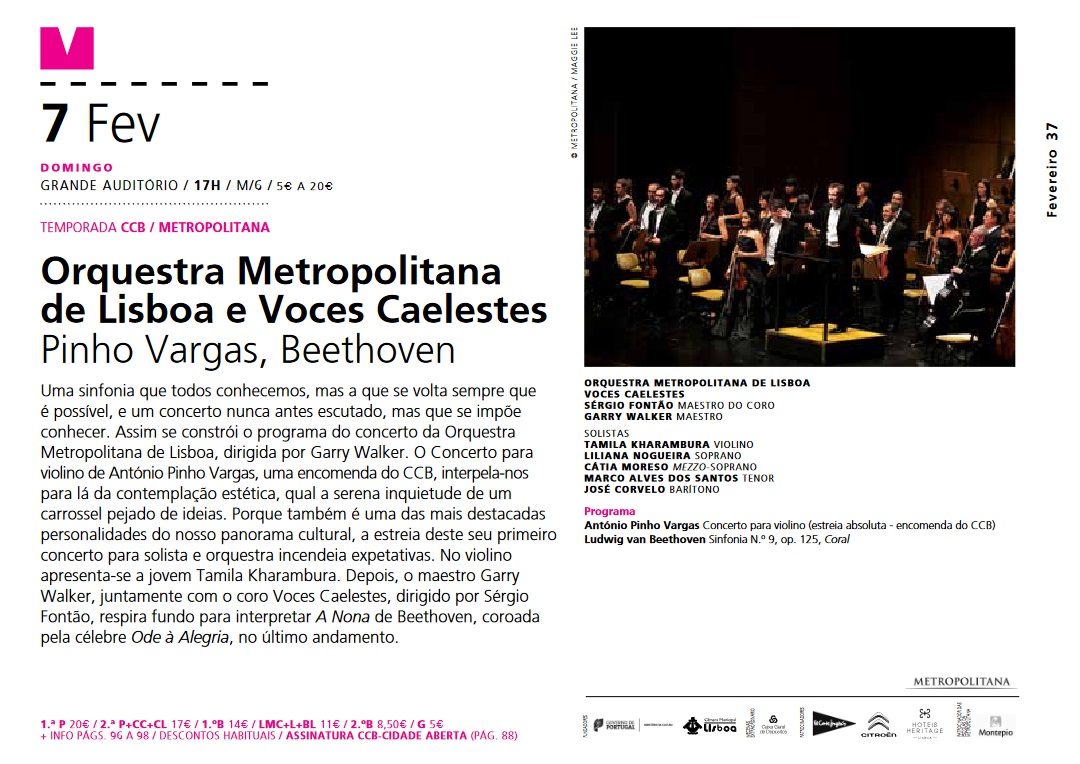 7 Fev
DOMINGO
GRANDE AUDITÓRIO / 17H / M/6 / 5€ A 20€
TEMPORADA CCB / METROPOLITANA
Orquestra Metropolitana
de Lisboa e Voces Caelestes
Pinho Vargas, Beethoven
Uma sinfonia que todos conhecemos, mas a que se volta sempre que
é possível, e um concerto nunca antes escutado, mas que se impõe
conhecer. Assim se constrói o programa do concerto da Orquestra
Metropolitana de Lisboa, dirigida por Garry Walker. O Concerto para
violino de António Pinho Vargas, uma encomenda do CCB, interpela-nos
para lá da contemplação estética, qual a serena inquietude de um
carrossel pejado de ideias. Porque também é uma das mais destacadas
personalidades do nosso panorama cultural, a estreia deste seu primeiro
concerto para solista e orquestra incendeia expetativas. No violino
apresenta-se a jovem Tamila Kharambura. Depois, o maestro Garry
Walker, juntamente com o coro Voces Caelestes, dirigido por Sérgio
Fontão, respira fundo para interpretar A Nona de Beethoven, coroada
pela célebre Ode à Alegria, no último andamento.
1.ª P 20€ / 2.ª P+CC+CL 17€ / 1.ºB 14€ / LMC+L+BL 11€ / 2.ºB 8,50€ / G 5€
+ INFO PÁGS. 96 A 98 / DESCONTOS HABITUAIS / ASSINATURA CCB-CIDADE ABERTA (PÁG. 88)
© METROPOLITANA / MAGGIE LEE
Fevereiro 37
ORQUESTRA METROPOLITANA DE LISBOA
VOCES CAELESTES
SÉRGIO FONTÃO MAESTRO DO CORO
GARRY WALKER MAESTRO
SOLISTAS
TAMILA KHARAMBURA VIOLINO
LILIANA NOGUEIRA SOPRANO
CÁTIA MORESO MEZZO-SOPRANO
MARCO ALVES DOS SANTOS TENOR
JOSÉ CORVELO BARÍTONO
Programa
António Pinho Vargas Concerto para violino (estreia absoluta - encomenda do CCB)
Ludwig van Beethoven Sinfonia N.º 9, op. 125, Coral
METROPOLITANA
GOVERNO DE
PORTUGAL
Câmara Municipal
Lisboa
Caixa Geral
de Depositos
El Corte Inglés
CITROËN
HOTEIS
HERITAGE
Montepio